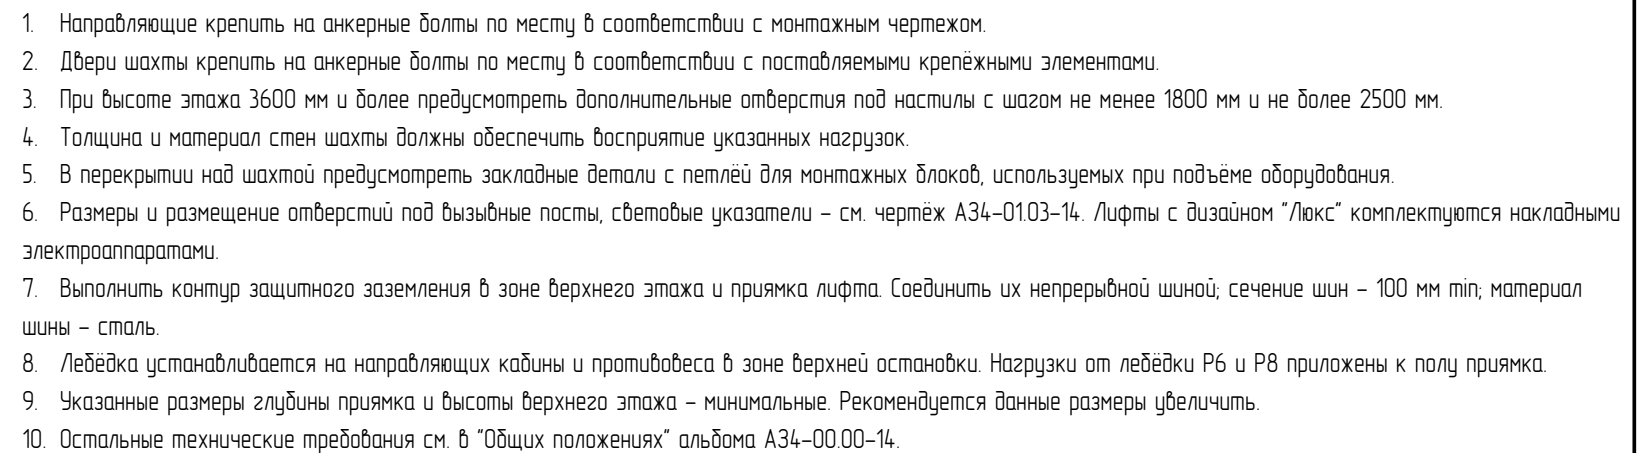 1. Направляющие крепить на анкерные болты по месту в соответствии с монтажным чертежом.
2. Двери шахты крепить на анкерные болты по месту в соответствии с поставляемыми крепёжными элементами.
3. При высоте этажа 3600 мм и более предусмотреть дополнительные отверстия под настилы с шагом не менее 1800 мм и не более 2500 мм.
4. Толщина и материал стен шахты должны обеспечить восприятие указанных нагрузок.
5. В перекрытии над шахтой предусмотреть закладные детали с петлёй для монтажных блоков, используемых при подъёме оборудования.
6. Размеры и размещение отверстий под вызывные посты, световые указатели – см. чертёж А34–01.03–14. Лифты с дизайном "Люкс" комплектуются накладными
электроаппаратами.
7. Выполнить контур защитного заземления в зоне верхнего этажа и приямка лифта. Соединить их непрерывной шиной; сечение шин – 100 мм min; материал
шины – сталь.
8. Лебёдка устанавливается на направляющих кабины и противовеса в зоне верхней остановки. Нагрузки от лебёдки Р6 и Р8 приложены к полу приямка.
9. Указанные размеры глубины приямка и высоты верхнего этажа – минимальные. Рекомендуется данные размеры увеличить.
10. Остальные технические требования см. в "Общих положениях" альбома А34–00.00–14.